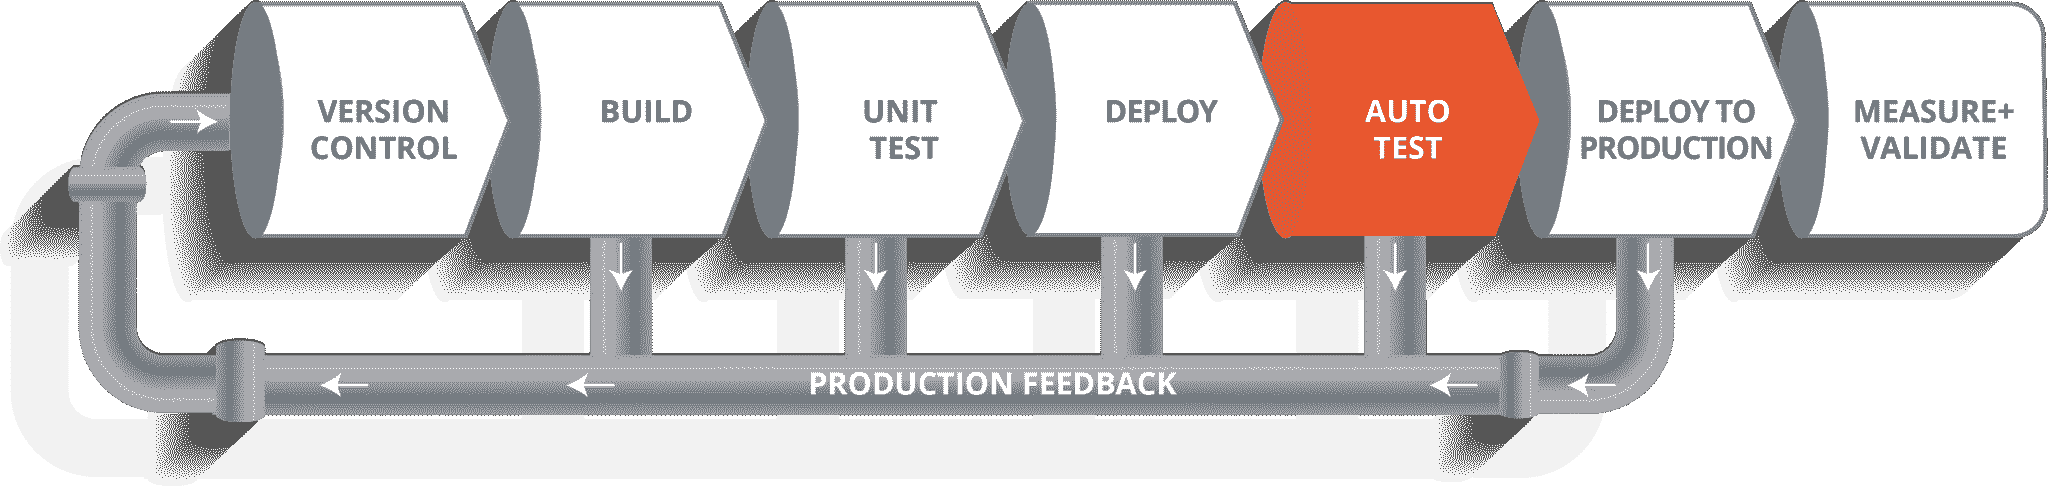 VERSION
CONTROL
BUILD
UNIT
TEST
DEPLOY
AUTO
TEST
DEPLOY TO
PRODUCTION
MEASURE+
VALIDATE
PRODUCTION FEEDBACK